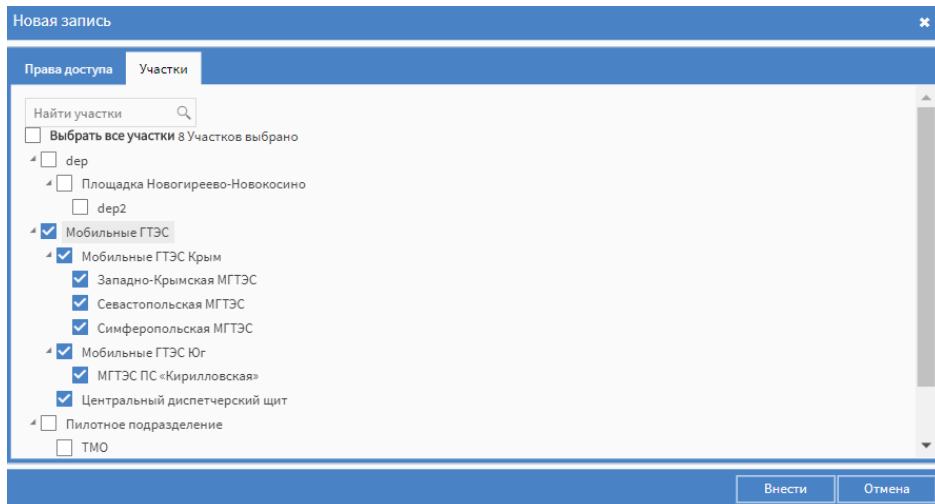 Новая запись
Права доступа Участки
Найти участки
Выбрать все участки 8 Участков выбрано
dep
Площадка Новогиреево-Новокосино
dep2
Мобильные ГТЭС
Мобильные ГТЭС Крым
Западно-Крымская МГТЭС
Севастопольская МГТЭС
Симферопольская МГТЭС
Мобильные ГТЭС Юг
МГТЭС ПС «Кирилловская»
Центральный диспетчерский щит
Пилотное подразделение
ТМО
Внести Отмена